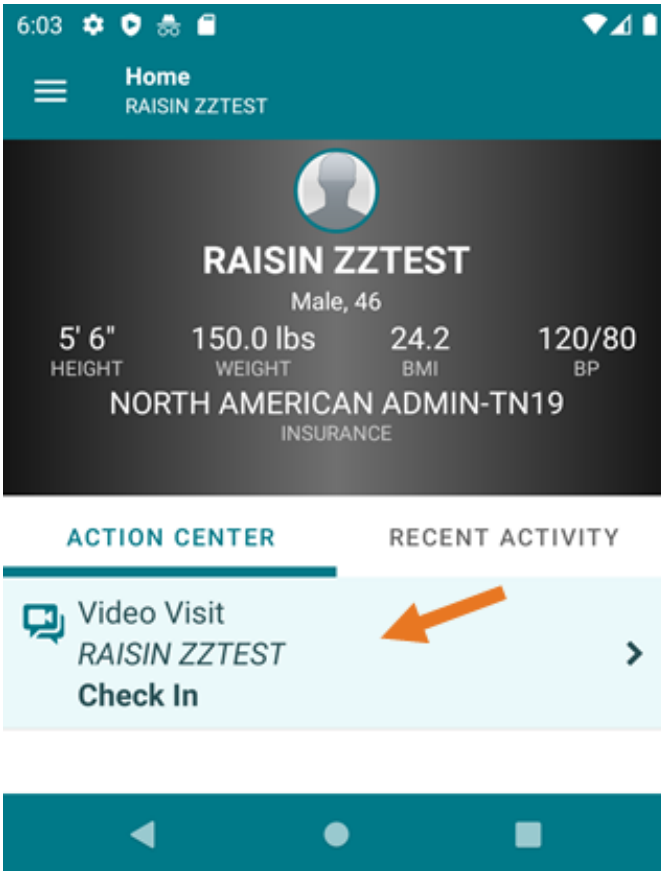 6:03
Home
RAISIN ZZTEST
RAISIN ZZTEST
Male, 46
5' 6" 150.0 lbs 24.2 120/80
HEIGHT WEIGHT BMI BP
NORTH AMERICAN ADMIN-TN19
INSURANCE
ACTION CENTER RECENT ACTIVITY
Video Visit
RAISIN ZZTEST
Check In